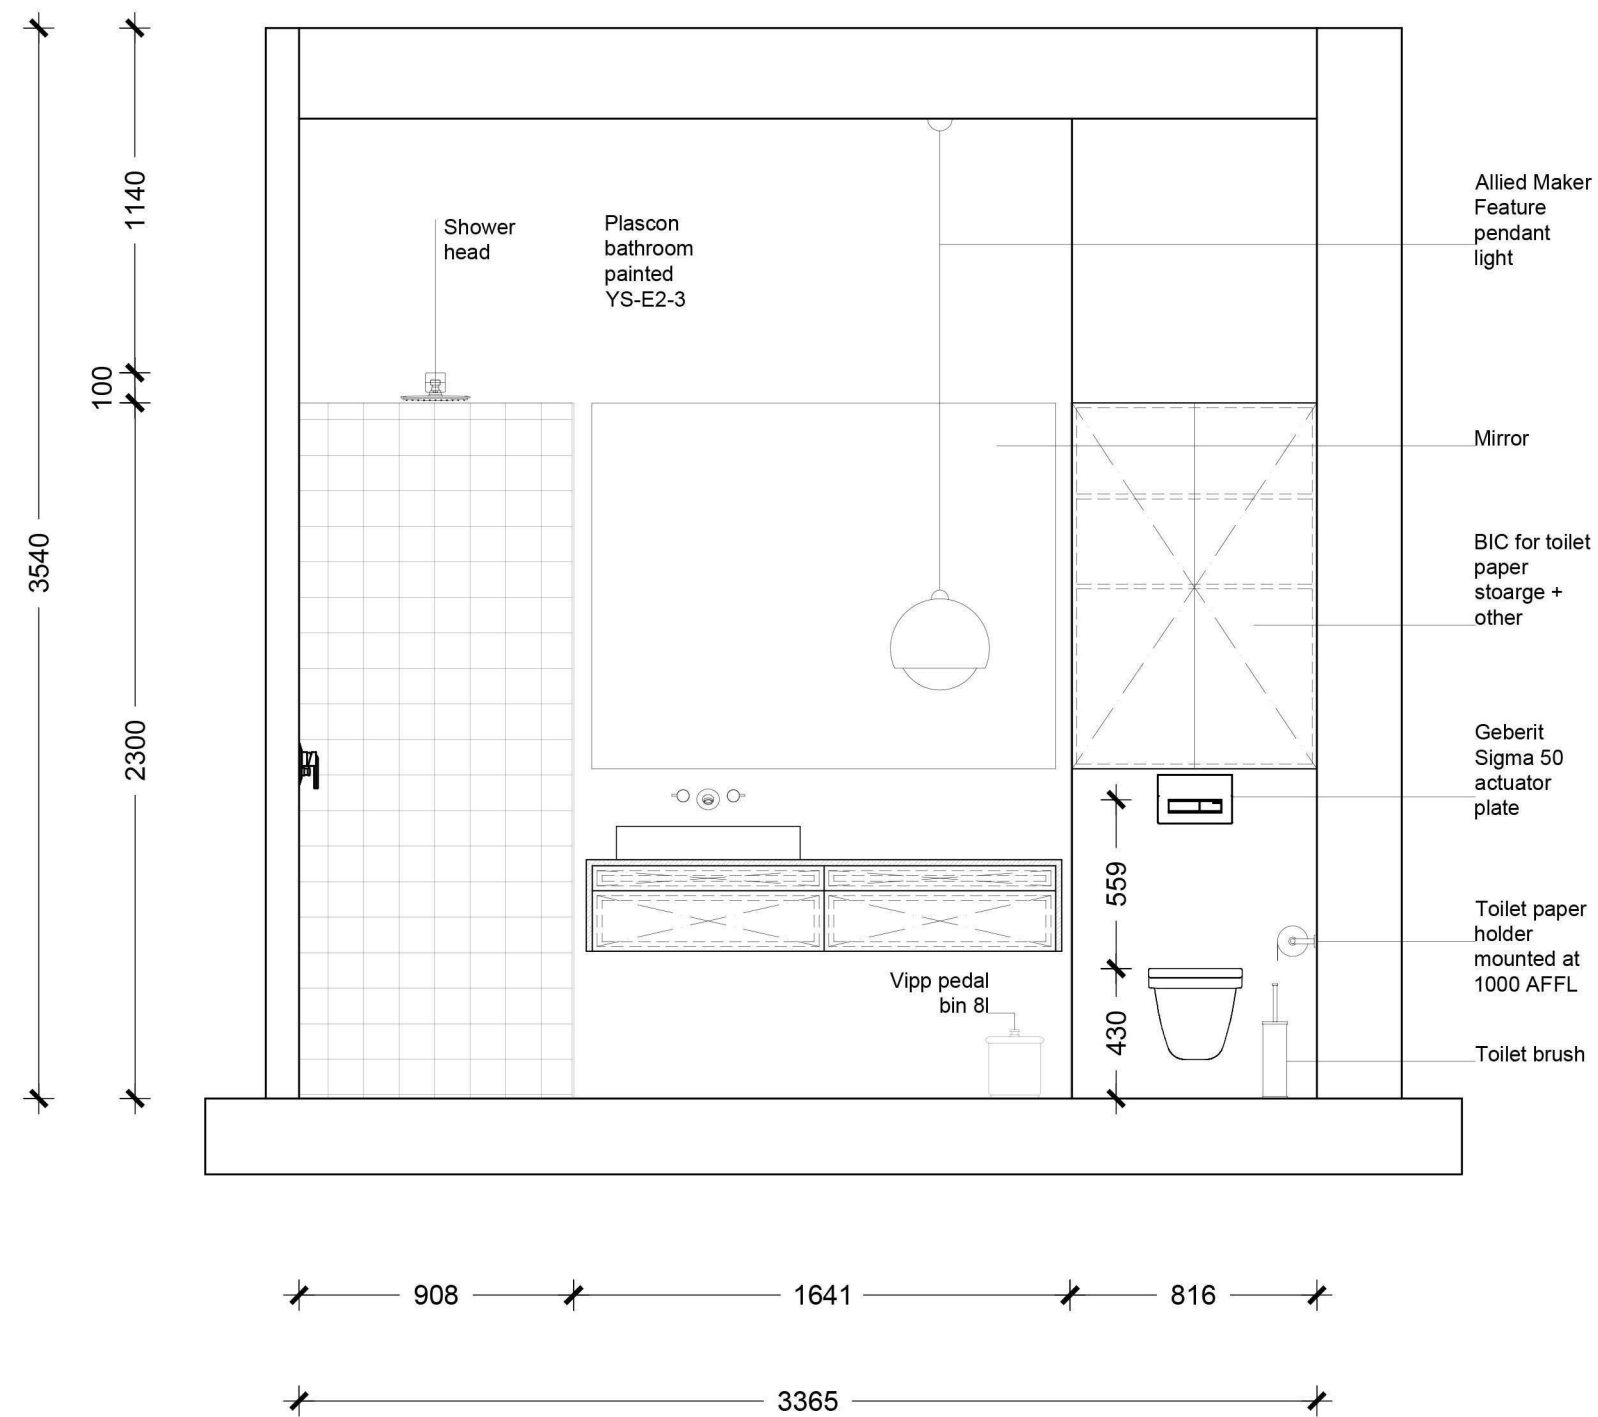 1140
100
3540
2300
Shower
head
Plascon
bathroom
painted
YS-E2-3
Allied Maker
Feature
pendant
light
Mirror
BIC for toilet
paper
stoarge +
other
Geberit
Sigma 50
actuator
plate
559
Toilet paper
holder
mounted at
1000 AFFL
Vipp pedal
bin 8l
430
Toilet brush
908
1641
816
3365